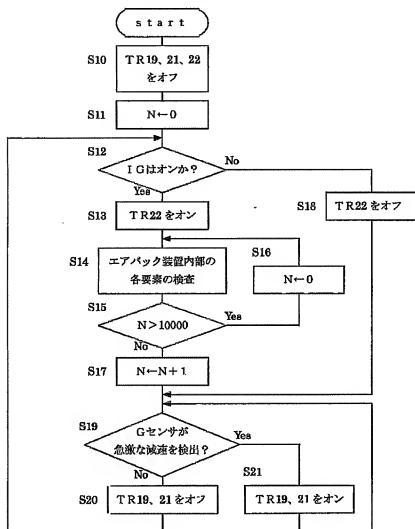 start
S10
TR19、21、22
をオフ
S11
N←0
S12
IGはオンか?
No
Yes
S13
TR22をオン
S18
TR22をオフ
S14
エアバック装置内部の
各要素の検査
S16
N←0
S15
N>10000
Yes
No
S17
N←N+1
S19
Gセンサが
急激な減速を検出?
Yes
No
S20
TR19、21をオフ
S21
TR19、21をオン